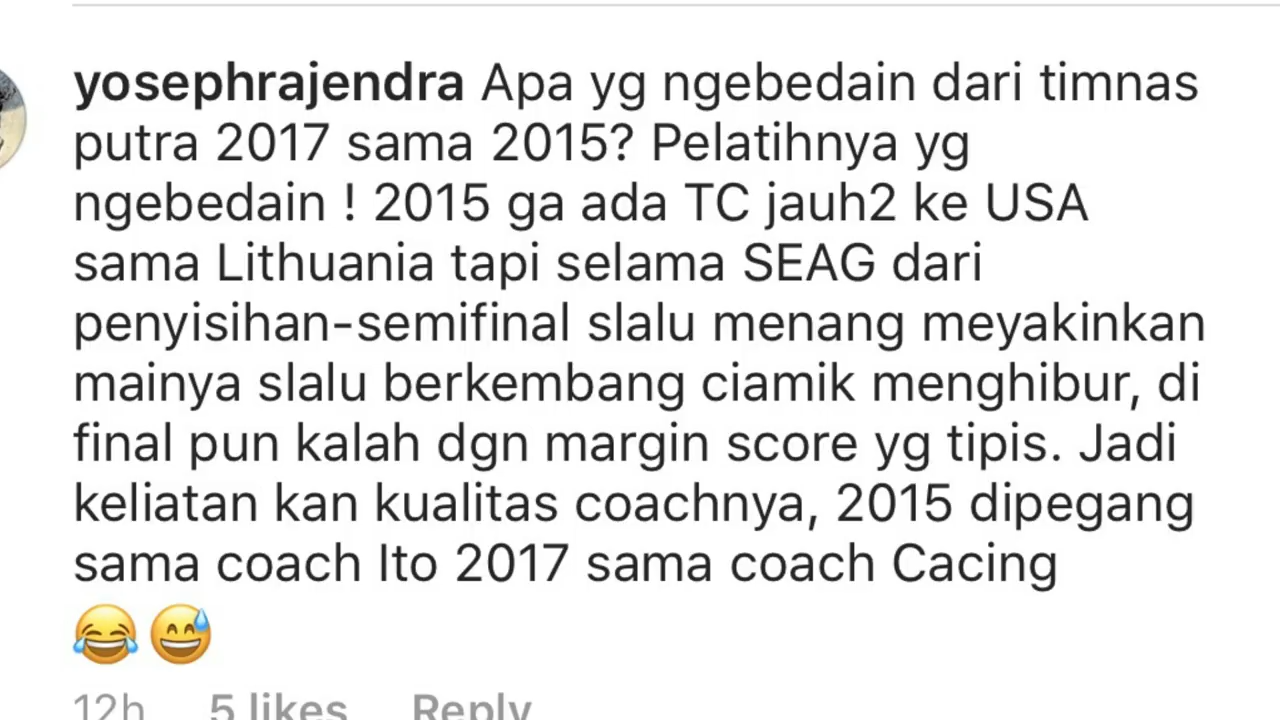 yosephrajendra Apa yg ngebedain dari timnas
putra 2017 sama 2015? Pelatihnya yg
ngebedain ! 2015 ga ada TC jauh2 ke USA
sama Lithuania tapi selama SEAG dari
penyisihan-semifinal slalu menang meyakinkan
mainya slalu berkembang ciamik menghibur, di
final pun kalah dgn margin score yg tipis. Jadi
keliatan kan kualitas coachnya, 2015 dipegang
sama coach Ito 2017 sama coach Cacing
😂😅
12h 5 likes Reply